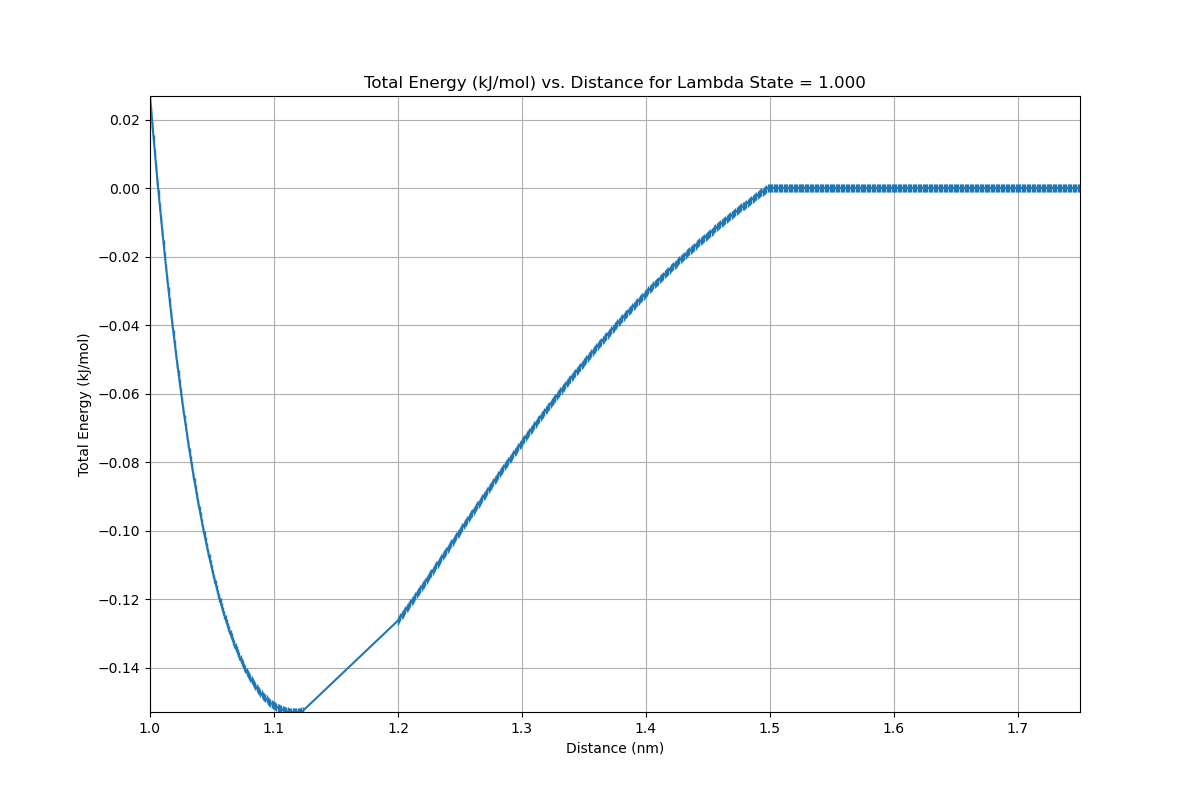 Total Energy (kJ/mol) vs. Distance for Lambda State = 1.000
0.02
0.00
−0.02
−0.04
−0.06
−0.08
−0.10
−0.12
−0.14
Total Energy (kJ/mol)
1.0 1.1 1.2 1.3 1.4 1.5 1.6 1.7
Distance (nm)